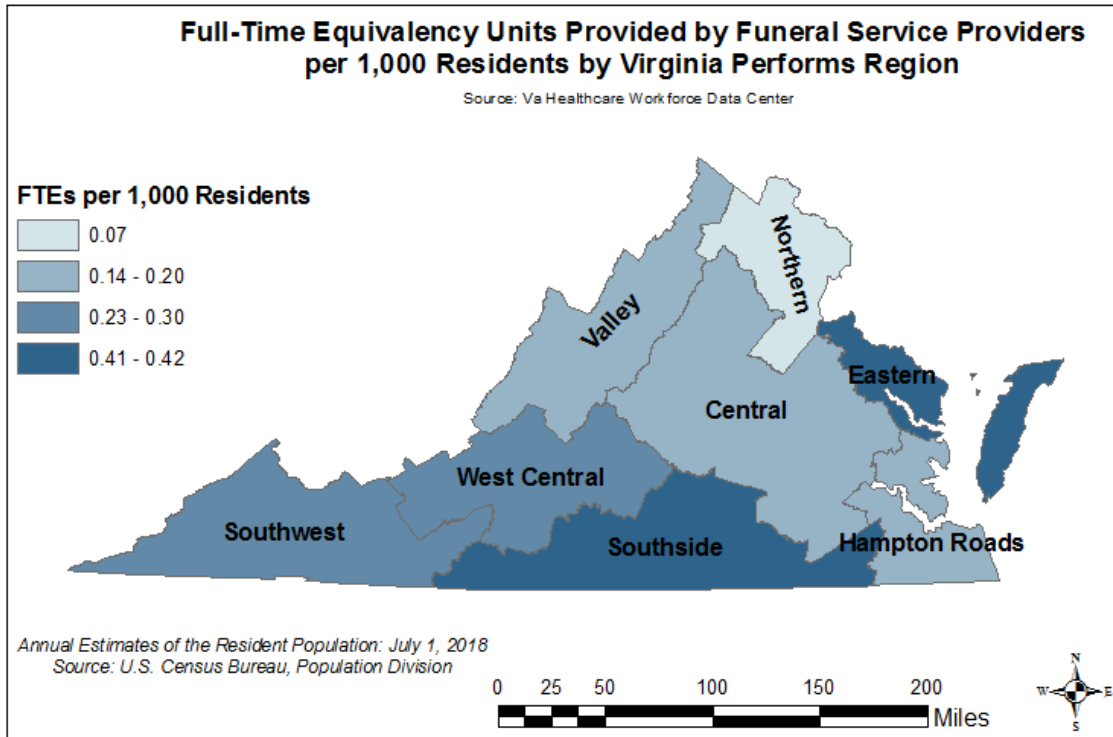 Full-Time Equivalency Units Provided by Funeral Service Providers
per 1,000 Residents by Virginia Performs Region
Source: Va Healthcare Workforce Data Center
FTEs per 1,000 Residents
0.07
0.14 - 0.20
0.23 - 0.30
0.41 - 0.42
Northern
Valley
Eastern
Central
West Central
Southwest
Southside
Hampton Roads
Annual Estimates of the Resident Population: July 1, 2018
Source: U.S. Census Bureau, Population Division
0 25 50 100 150 200
Miles
N
W E
S